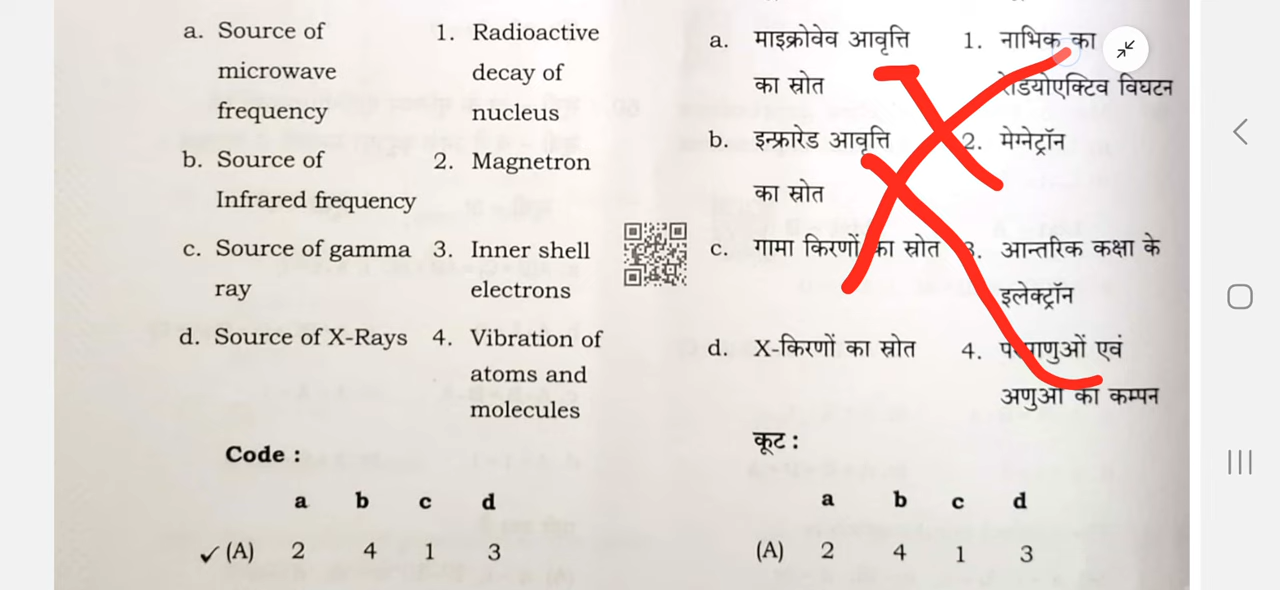 a. Source of 1. Radioactive
microwave decay of
frequency nucleus
b. Source of 2. Magnetron
Infrared frequency
c. Source of gamma 3. Inner shell
ray electrons
d. Source of X-Rays 4. Vibration of
atoms and
molecules
Code :
a b c d
(A) 2 4 1 3
a. माइक्रोवेव आवृत्ति 1. नाभिक का
का स्रोत रेडियोएक्टिव विघटन
b. इन्फ्रारेड आवृत्ति 2. मेग्नेट्रॉन
का स्रोत
c. गामा किरणों का स्रोत 3. आन्तरिक कक्षा के
इलेक्ट्रॉन
d. X-किरणों का स्रोत 4. परमाणुओं एवं
अणुओं का कम्पन
कूट :
a b c d
(A) 2 4 1 3